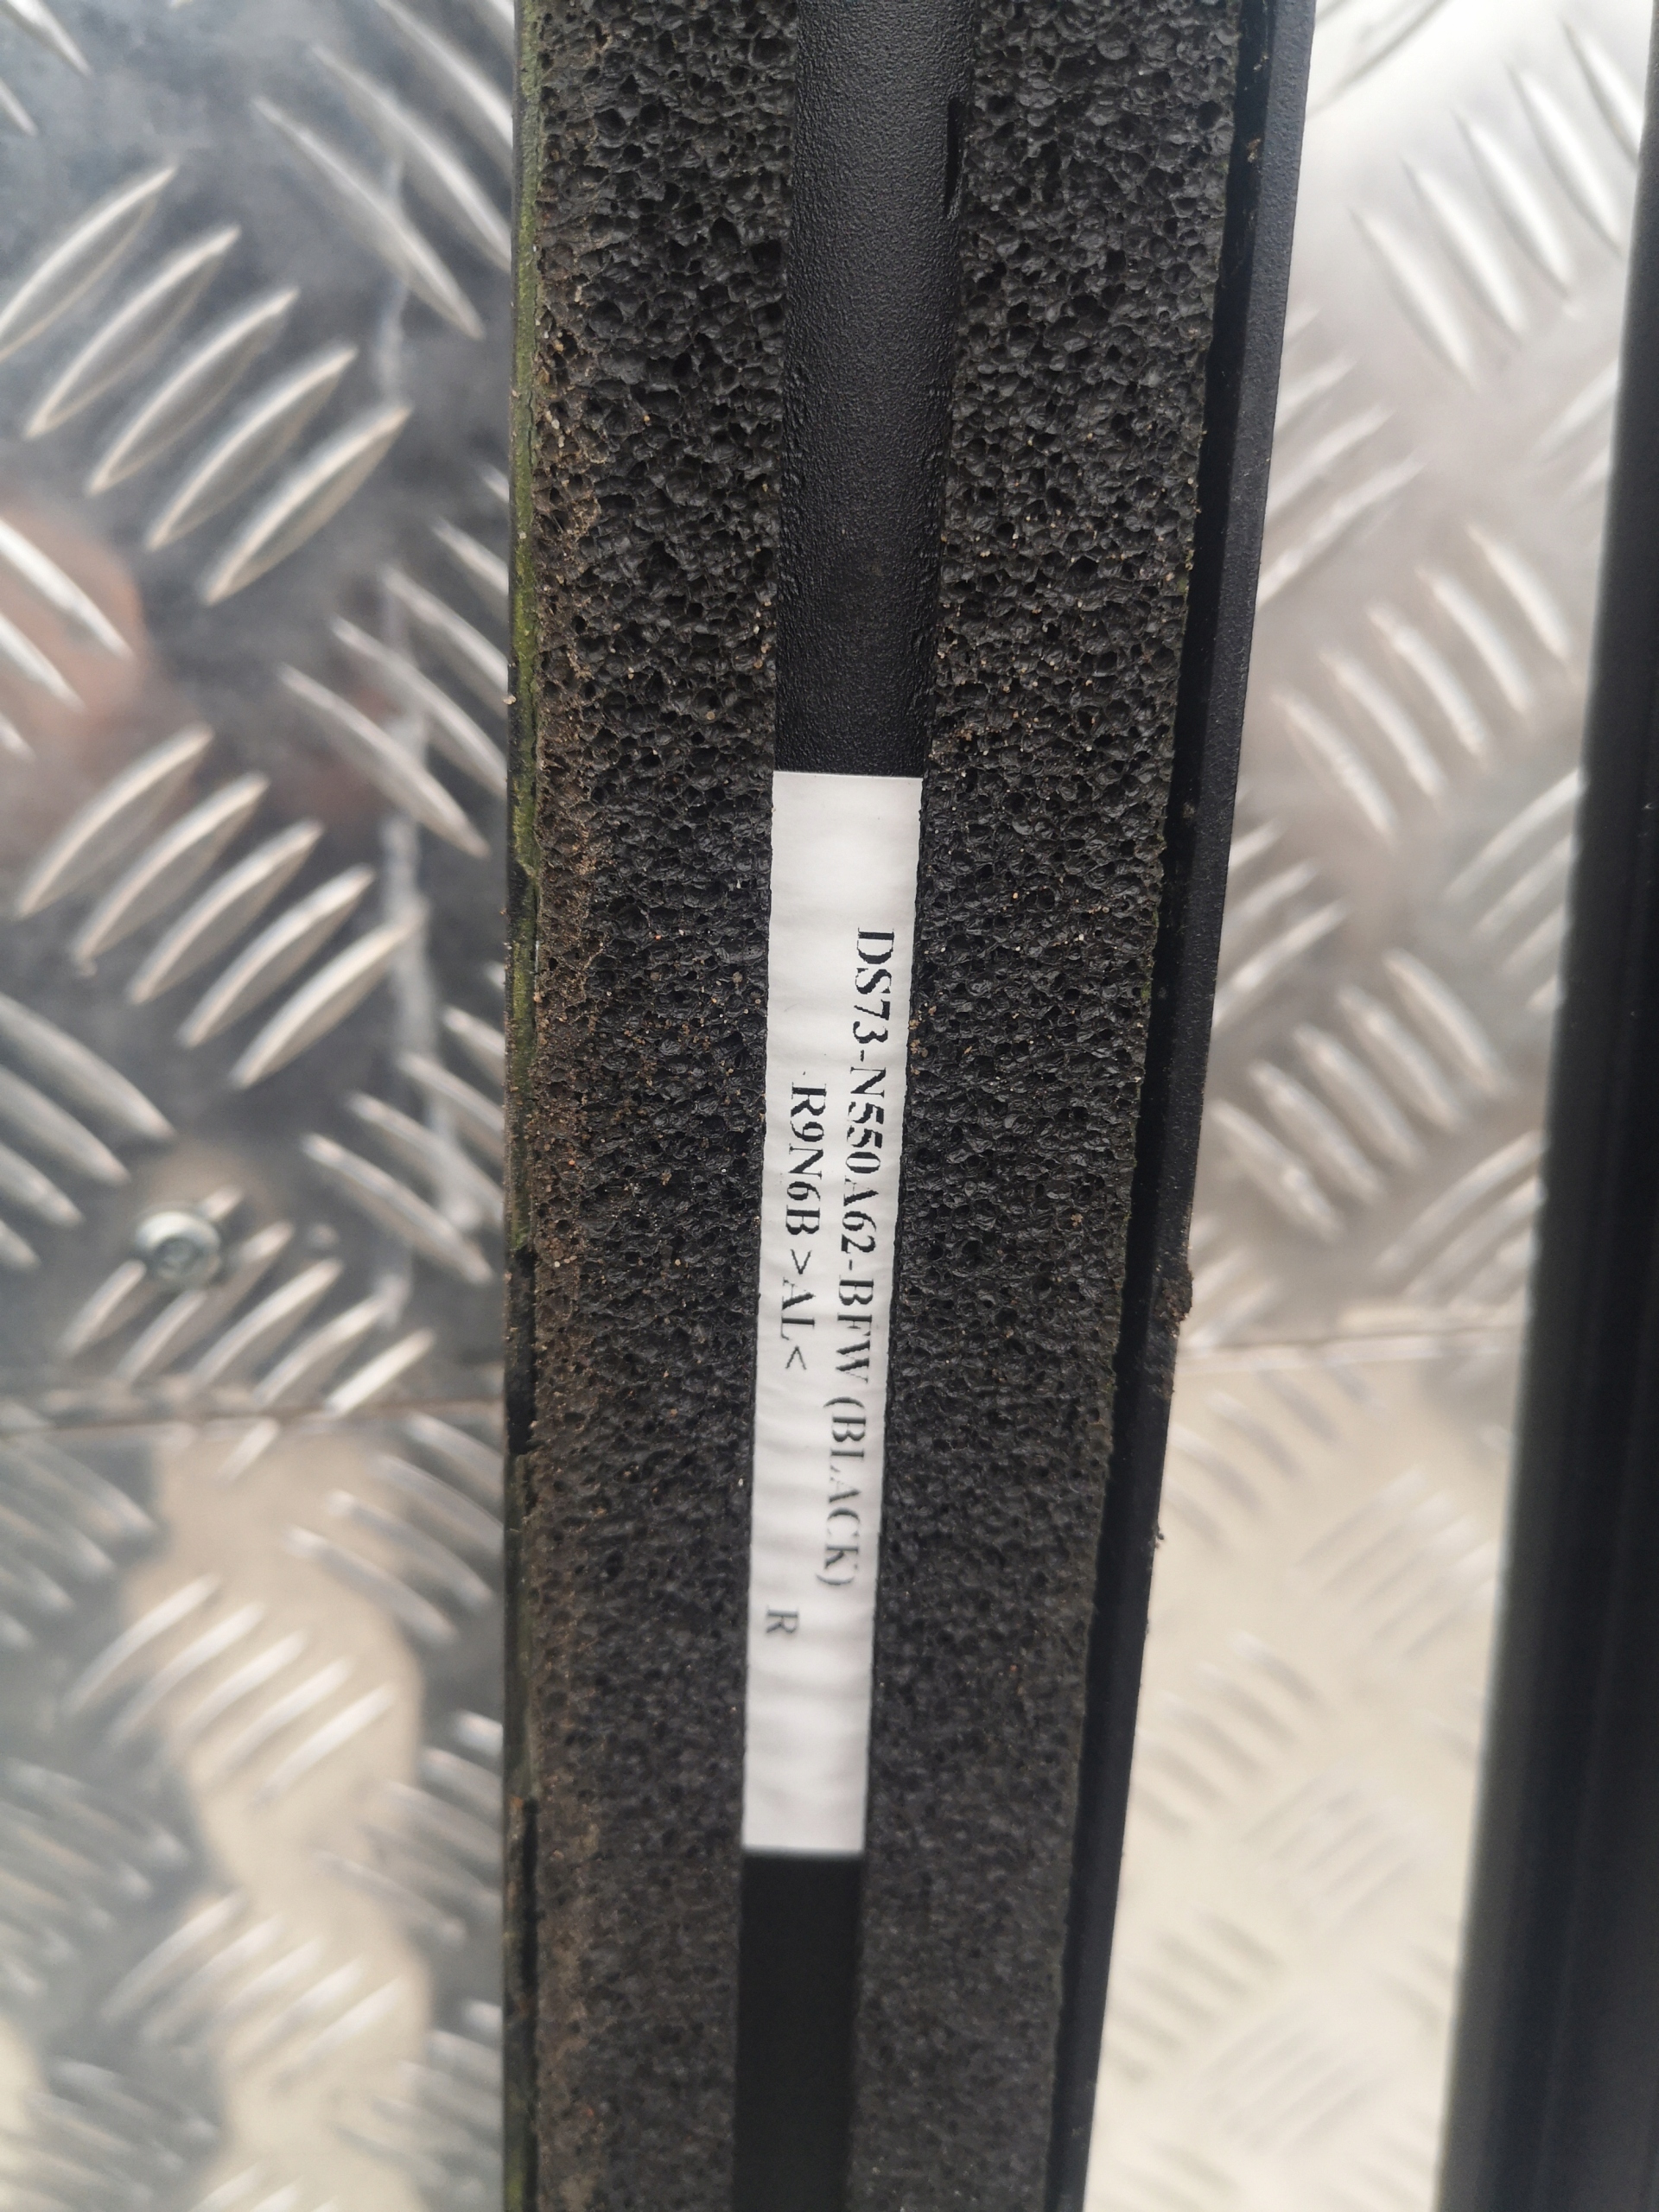 DS73-N550A62-BFW (BLACK)
R9N6B >AL< R